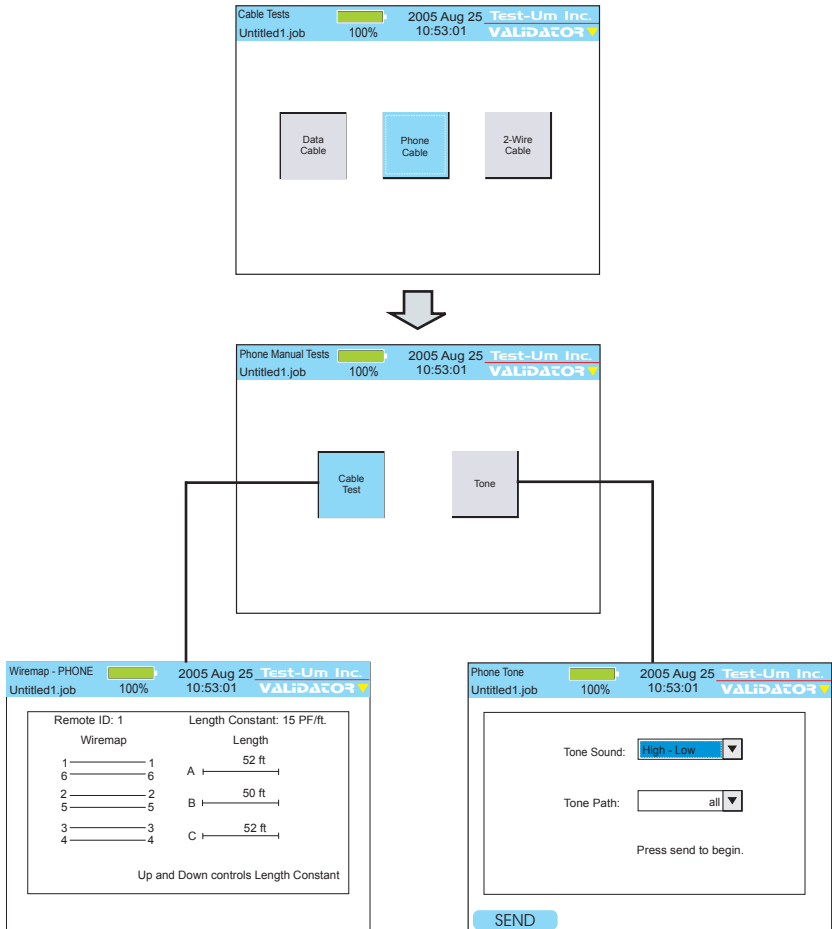 Cable Tests
Untitled1.job 100% 2005 Aug 25 10:53:01 Test-Um Inc. VALiDATOR
Data Cable
Phone Cable
2-Wire Cable
Phone Manual Tests
Untitled1.job 100% 2005 Aug 25 10:53:01 Test-Um Inc. VALiDATOR
Cable Test
Tone
Wiremap - PHONE
Untitled1.job 100% 2005 Aug 25 10:53:01 Test-Um Inc. VALiDATOR
Remote ID: 1 Length Constant: 15 PF/ft.
Wiremap Length
1 1
6 6
A 52 ft
2 2
5 5
B 50 ft
3 3
4 4
C 52 ft
Up and Down controls Length Constant
Phone Tone
Untitled1.job 100% 2005 Aug 25 10:53:01 Test-Um Inc. VALiDATOR
Tone Sound: High - Low
Tone Path: all
Press send to begin.
SEND